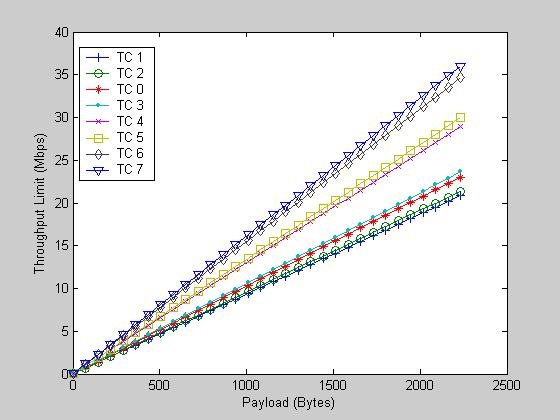 40
35
30
25
20
15
10
5
0
Throughput Limit (Mbps)
TC 1
TC 2
TC 0
TC 3
TC 4
TC 5
TC 6
TC 7
0 500 1000 1500 2000 2500
Payload (Bytes)